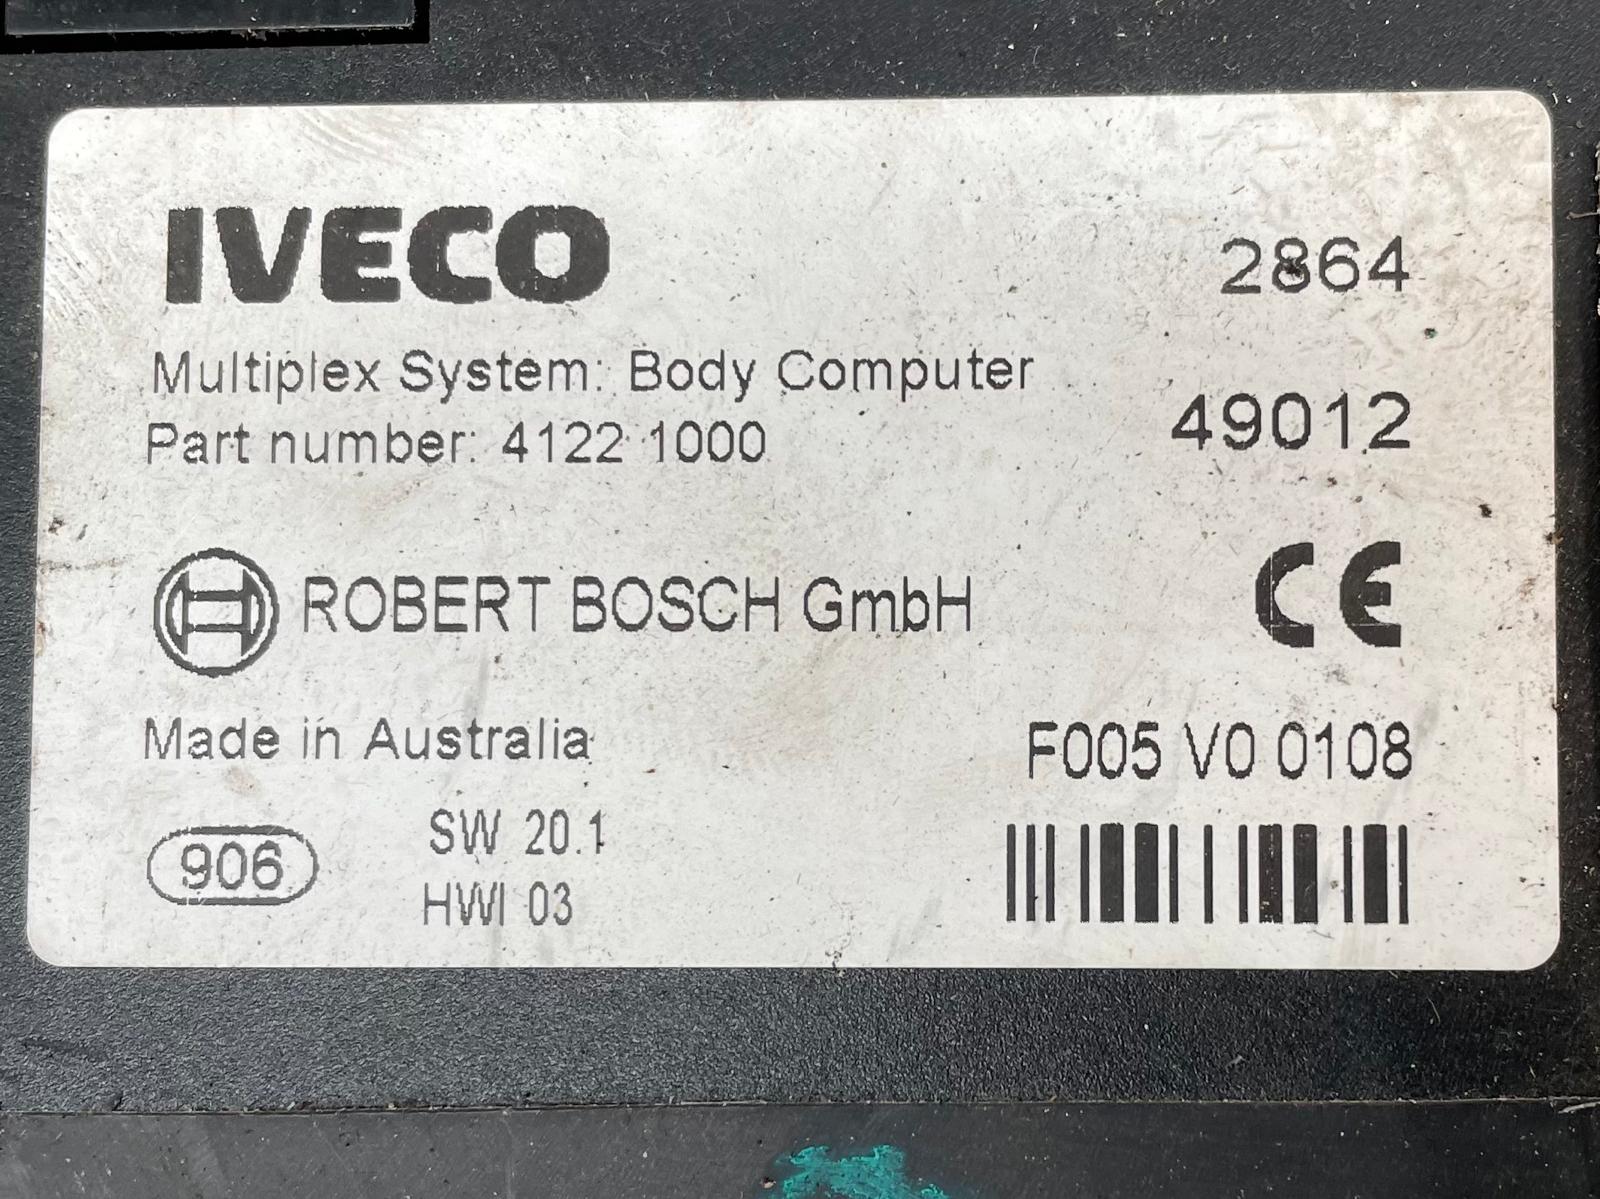 IVECO
2864
Multiplex System: Body Computer
Part number: 4122 1000
49012
ROBERT BOSCH GmbH
CE
Made in Australia
F005 V0 0108
906
SW 20.1
HWI 03